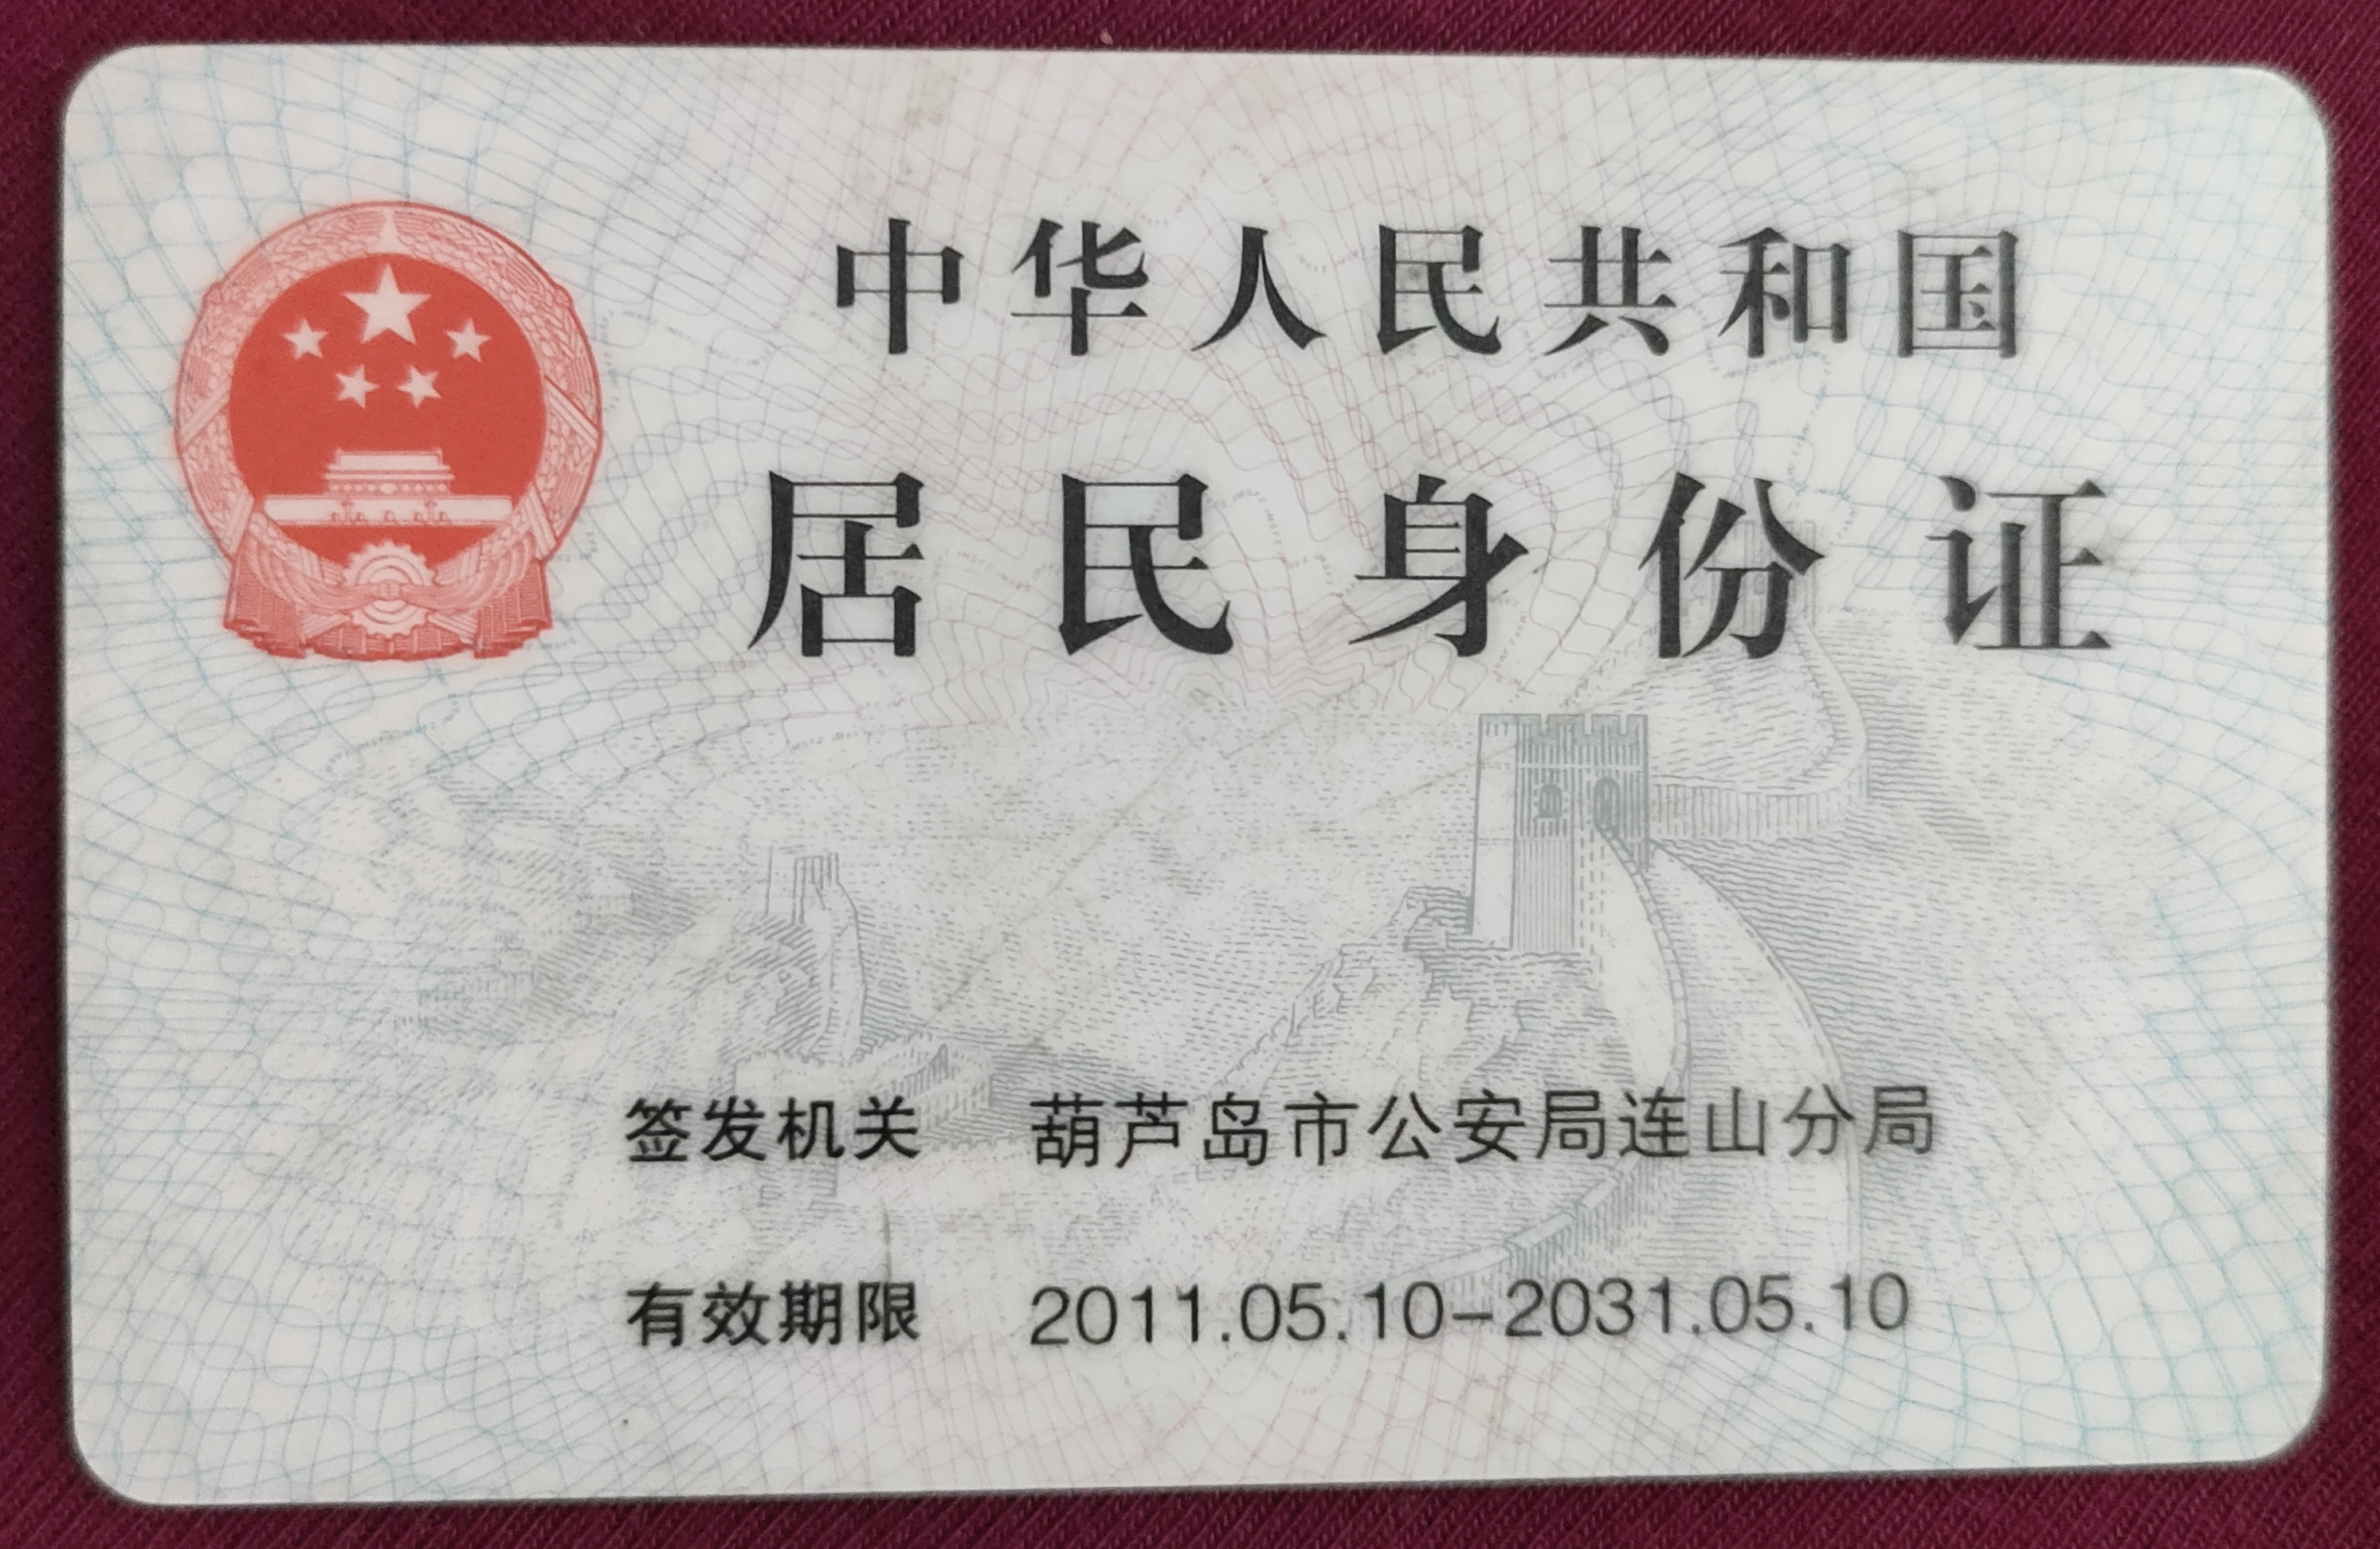 中华人民共和国
居民身份证
签发机关 葫芦岛市公安局连山分局
有效期限 2011.05.10-2031.05.10